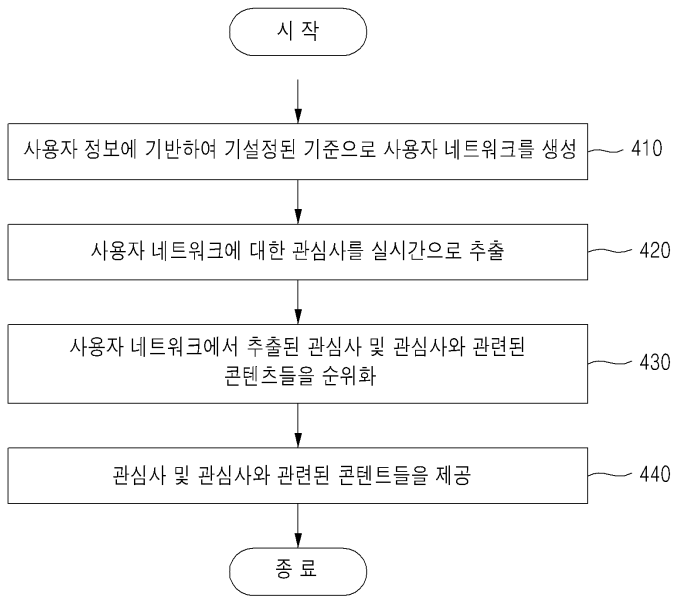 시 작
사용자 정보에 기반하여 기설정된 기준으로 사용자 네트워크를 생성
410
사용자 네트워크에 대한 관심사를 실시간으로 추출
420
사용자 네트워크에서 추출된 관심사 및 관심사와 관련된
콘텐츠들을 순위화
430
관심사 및 관심사와 관련된 콘텐트들을 제공
440
종 료